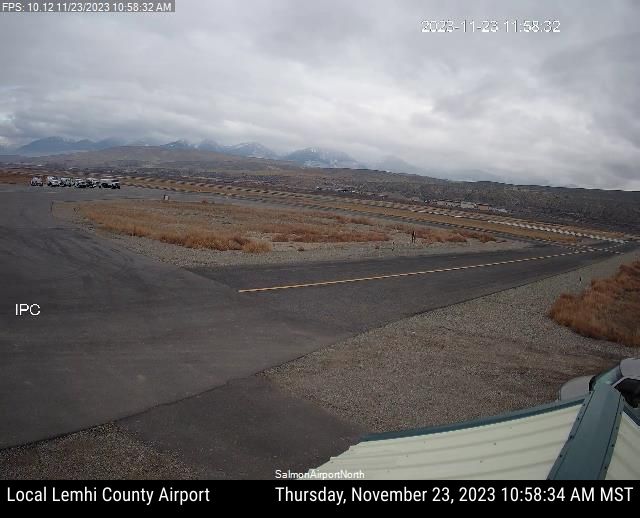 FPS: 10.12 11/23/2023 10:58:32 AM
2023-11-23 11:58:32
IPC
SalmonAirportNorth
Local Lemhi County Airport
Thursday, November 23, 2023 10:58:34 AM MST